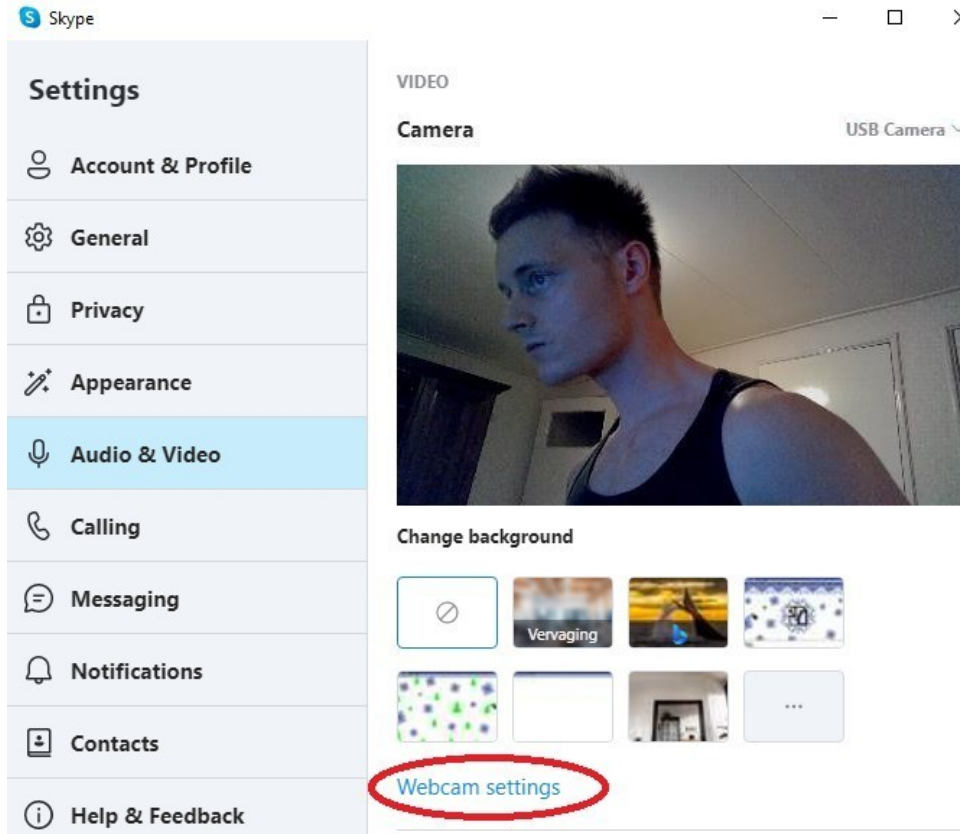 Skype
Settings
Account & Profile
General
Privacy
Appearance
Audio & Video
Calling
Messaging
Notifications
Contacts
Help & Feedback
VIDEO
Camera
USB Camera
Change background
Vervaging
Webcam settings